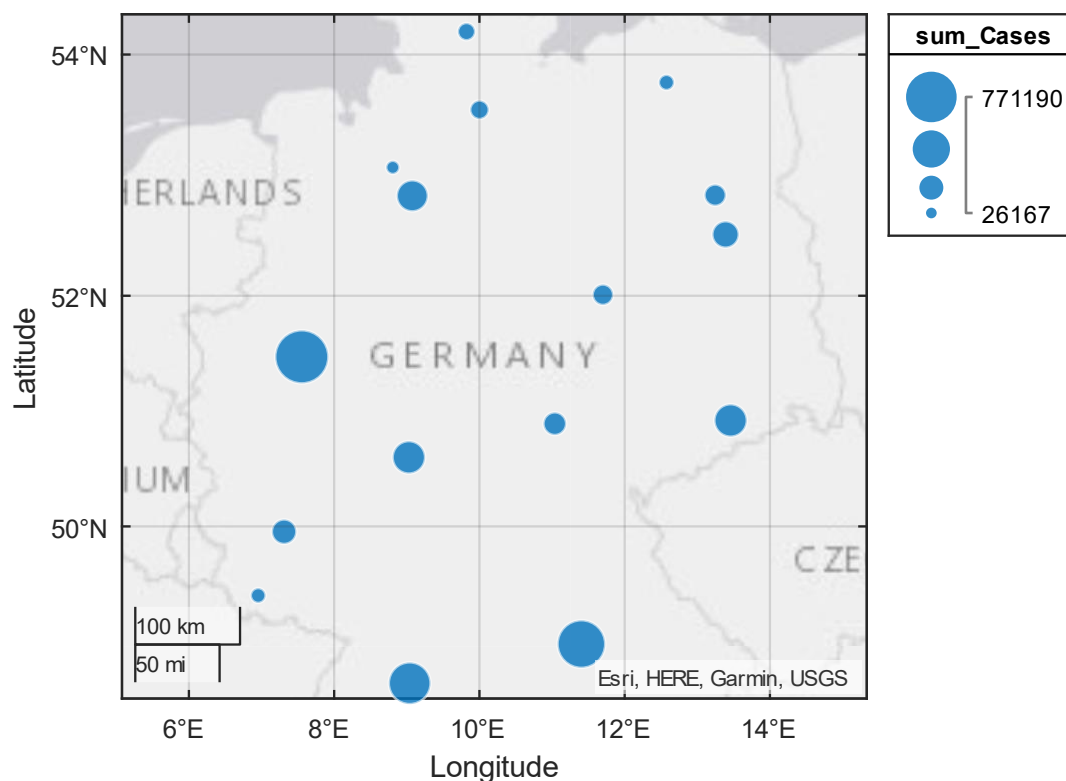 54°N
52°N
50°N
Latitude
HERLANDS
GERMANY
IUM
CZE
100 km
50 mi
Esri, HERE, Garmin, USGS
6°E
8°E
10°E
12°E
14°E
Longitude
sum_Cases
771190
26167